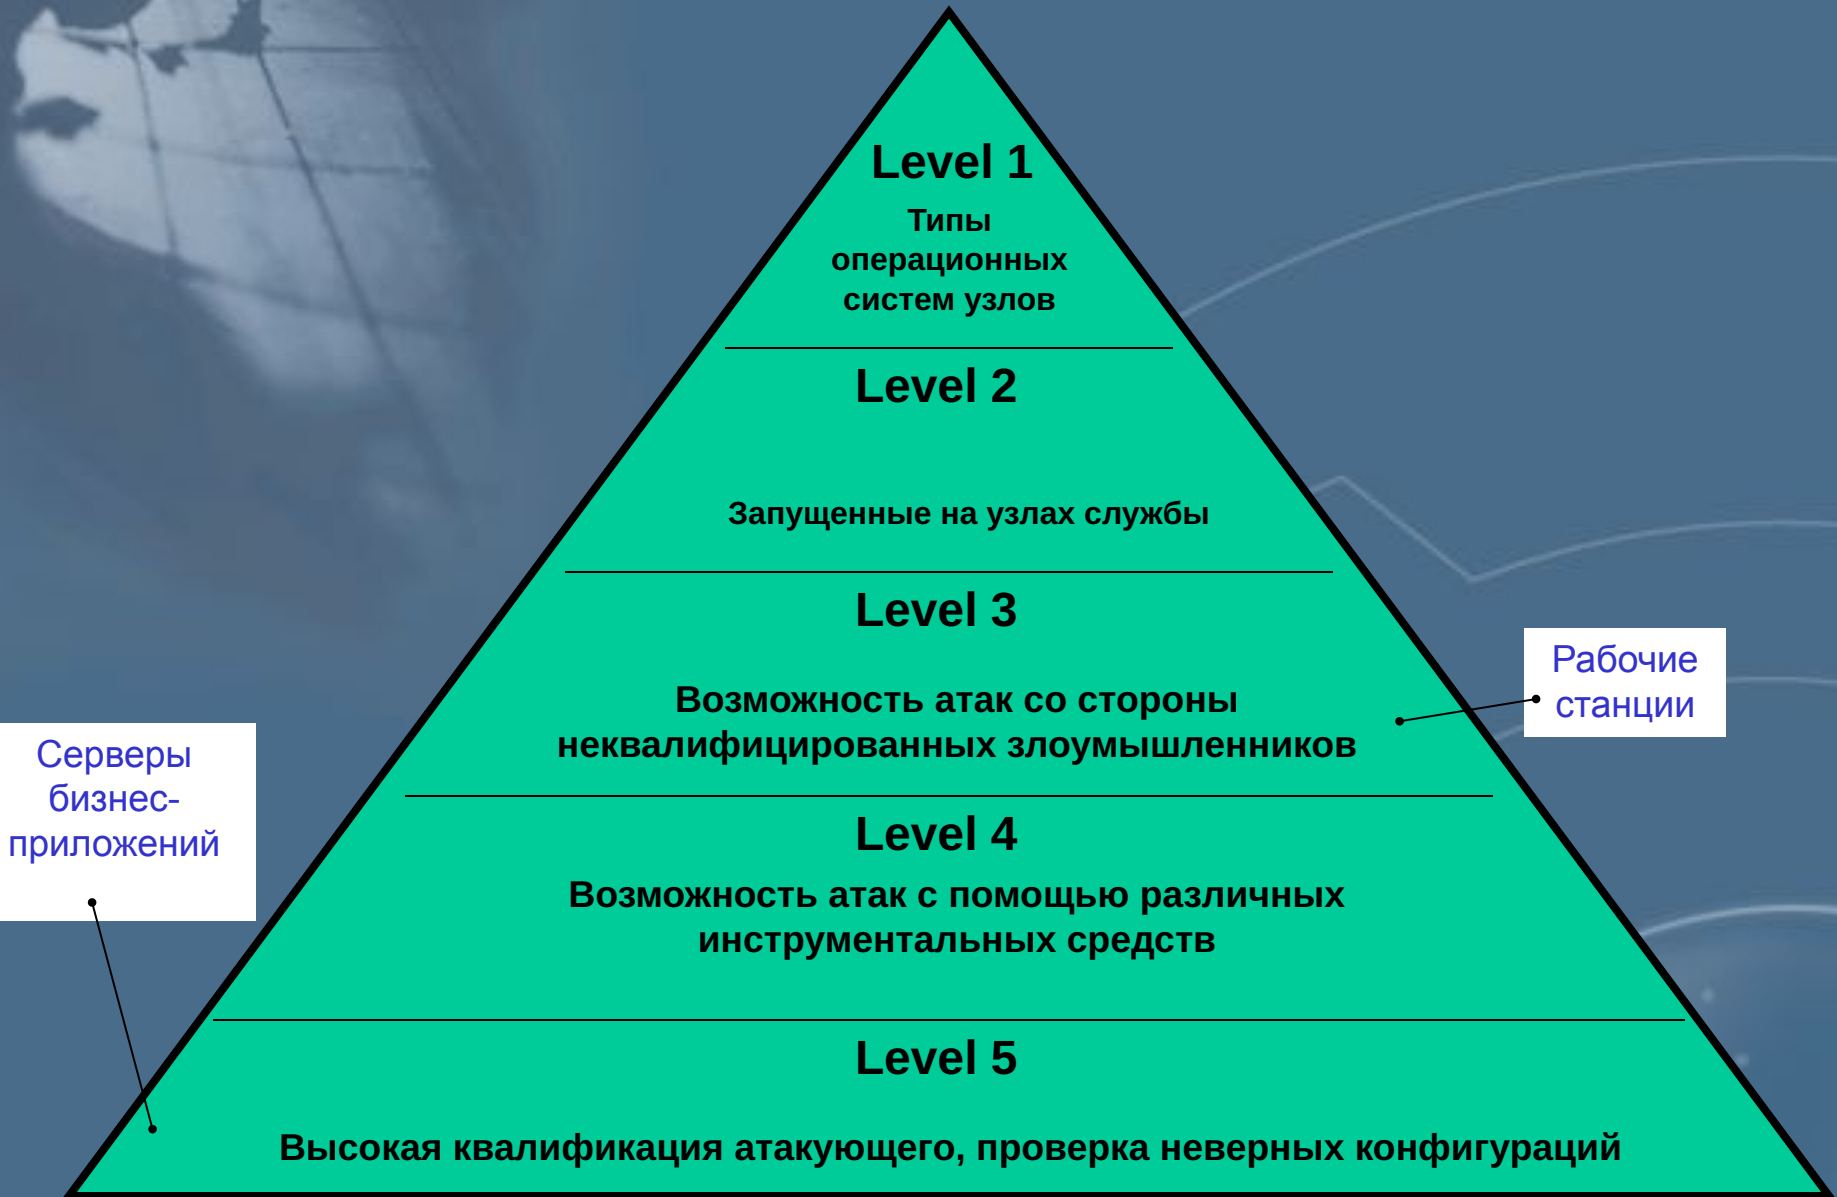 Level 1
Типы
операционных
систем узлов
Level 2
Запущенные на узлах службы
Level 3
Возможность атак со стороны
неквалифицированных злоумышленников
Рабочие
станции
Серверы
бизнес-
приложений
Level 4
Возможность атак с помощью различных
инструментальных средств
Level 5
Высокая квалификация атакующего, проверка неверных конфигураций